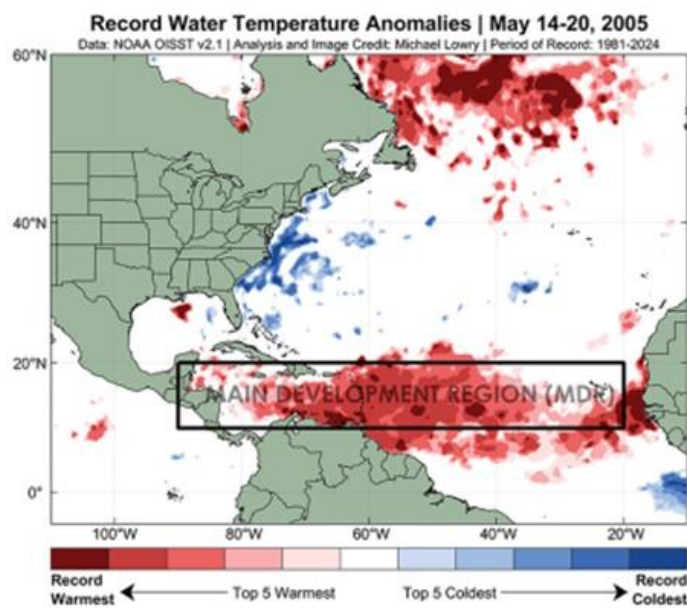 Record Water Temperature Anomalies | May 14-20, 2005
Data: NOAA OISST v2.1 | Analysis and Image Credit: Michael Lowry | Period of Record: 1981-2024
60°N
40°N
20°N
MAIN DEVELOPMENT REGION (MDR)
0°
100°W
80°W
60°W
40°W
20°W
Record Warmest
Top 5 Warmest
Top 5 Coldest
Record Coldest